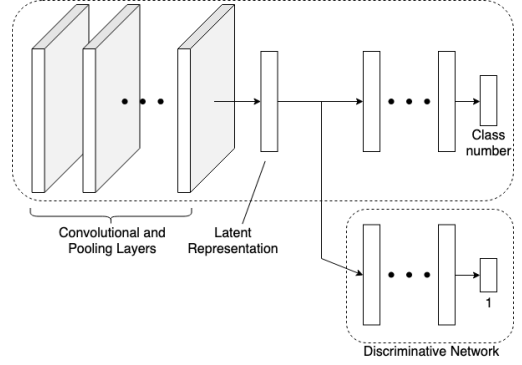 Class
number
Convolutional and
Pooling Layers
Latent
Representation
1
Discriminative Network